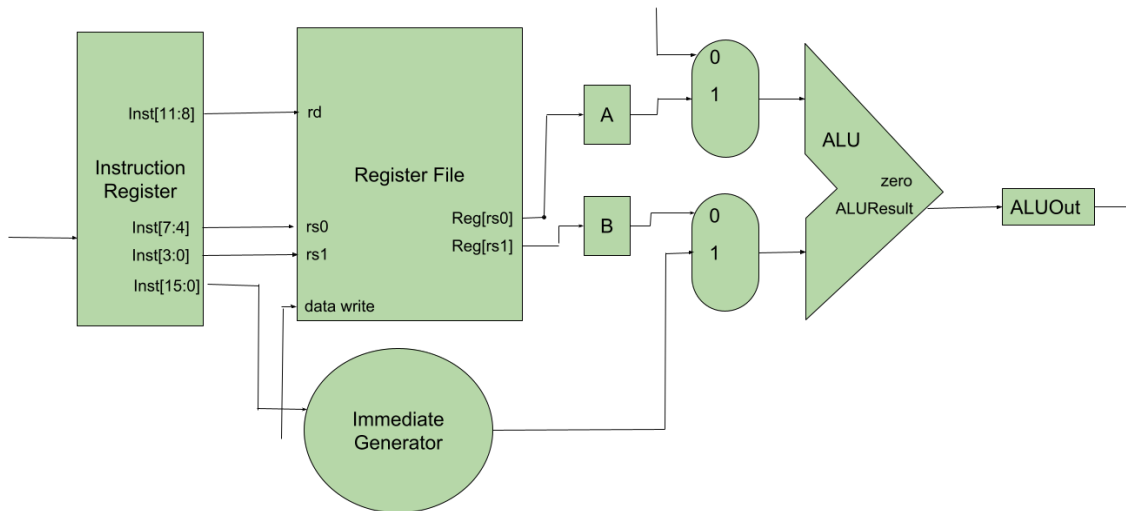 Instruction
Register
Inst[11:8]
Inst[7:4]
Inst[3:0]
Inst[15:0]
rd
Register File
rs0
rs1
data write
Reg[rs0]
Reg[rs1]
Immediate
Generator
A
B
0
1
0
1
ALU
zero
ALUResult
ALUOut